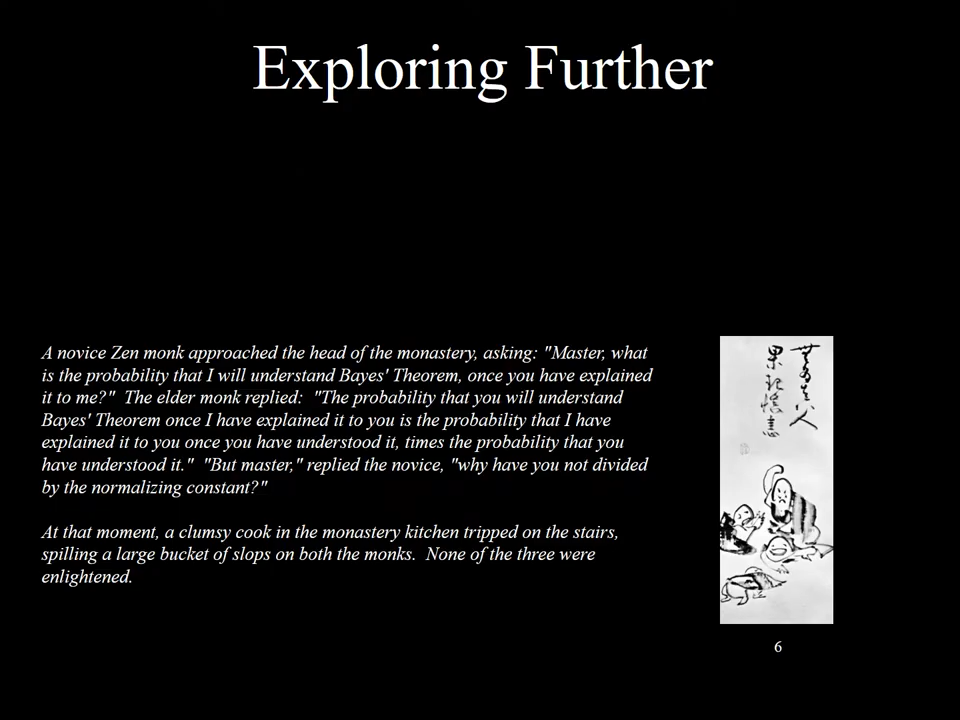 Exploring Further
A novice Zen monk approached the head of the monastery, asking: "Master, what
is the probability that I will understand Bayes' Theorem, once you have explained
it to me?"  The elder monk replied:  "The probability that you will understand
Bayes' Theorem once I have explained it to you is the probability that I have
explained it to you once you have understood it, times the probability that you
have understood it."  "But master," replied the novice, "why have you not divided
by the normalizing constant?"
At that moment, a clumsy cook in the monastery kitchen tripped on the stairs,
spilling a large bucket of slops on both the monks.  None of the three were
enlightened.
6